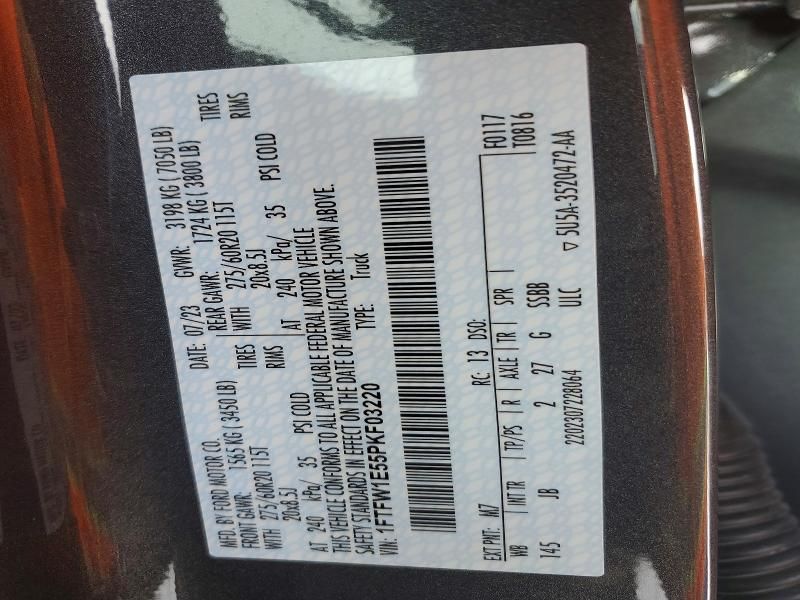 MFD. BY FORD MOTOR CO.
DATE: 07/23 GVWR: 3198 KG ( 7050 LB)
FRONT GAWR: 1565 KG (3450 LB) REAR GAWR: 1724 KG ( 3800 LB)
WITH 275/60R20 115T TIRES WITH 275/60R20 115T TIRES
20x8.5J RIMS 20x8.5J RIMS
AT 240 kPa/ 35 PSI COLD AT 240 kPa/ 35 PSI COLD
THIS VEHICLE CONFORMS TO ALL APPLICABLE FEDERAL MOTOR VEHICLE
SAFETY STANDARDS IN EFFECT ON THE DATE OF MANUFACTURE SHOWN ABOVE.
VIN: 1FTFW1E55PKF03220 TYPE: Truck
EXT PNT: M7 RC: 13 DSO: F0117
WB INT TR TP/PS R AXLE TR SPR T0816
145 JB 2 27 G SSBB
2202307228064 ULC ▽ 5U5A-3520472-AA